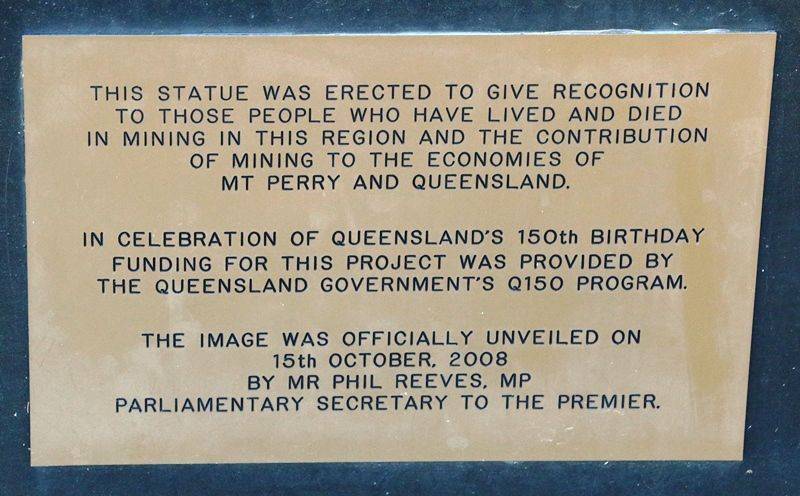 THIS STATUE WAS ERECTED TO GIVE RECOGNITION
TO THOSE PEOPLE WHO HAVE LIVED AND DIED
IN MINING IN THIS REGION AND THE CONTRIBUTION
OF MINING TO THE ECONOMIES OF
MT PERRY AND QUEENSLAND.
IN CELEBRATION OF QUEENSLAND'S 150th BIRTHDAY
FUNDING FOR THIS PROJECT WAS PROVIDED BY
THE QUEENSLAND GOVERNMENT'S Q150 PROGRAM.
THE IMAGE WAS OFFICIALLY UNVEILED ON
15th OCTOBER, 2008
BY MR PHIL REEVES, MP
PARLIAMENTARY SECRETARY TO THE PREMIER.